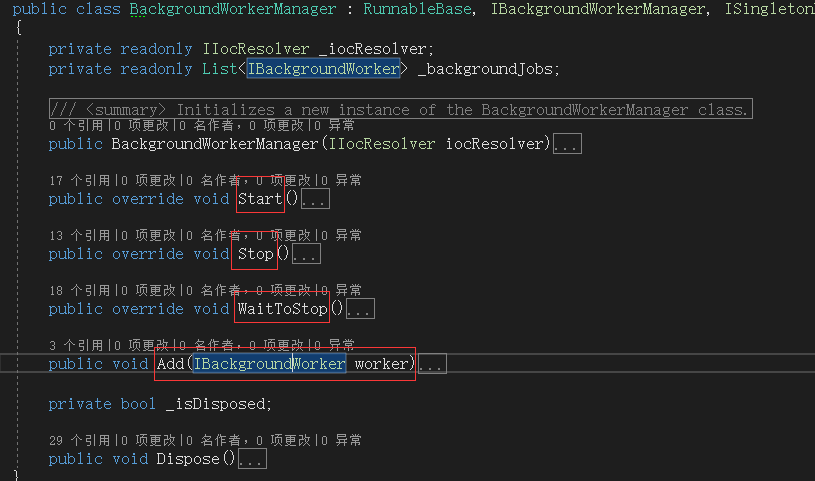 public class BackgroundWorkerManager : RunnableBase, IBackgroundWorkerManager, ISingleton
{
private readonly IIocResolver _iocResolver;
private readonly List<IBackgroundWorker> _backgroundJobs;
/// <summary> Initializes a new instance of the BackgroundWorkerManager class.
0 个引用|0 项更改|0 名作者，0 项更改|0 异常
public BackgroundWorkerManager(IIocResolver iocResolver)...
17 个引用|0 项更改|0 名作者，0 项更改|0 异常
public override void Start()...
13 个引用|0 项更改|0 名作者，0 项更改|0 异常
public override void Stop()...
18 个引用|0 项更改|0 名作者，0 项更改|0 异常
public override void WaitToStop()...
3 个引用|0 项更改|0 名作者，0 项更改|0 异常
public void Add(IBackgroundWorker worker)...
private bool _isDisposed;
29 个引用|0 项更改|0 名作者，0 项更改|0 异常
public void Dispose()...
}